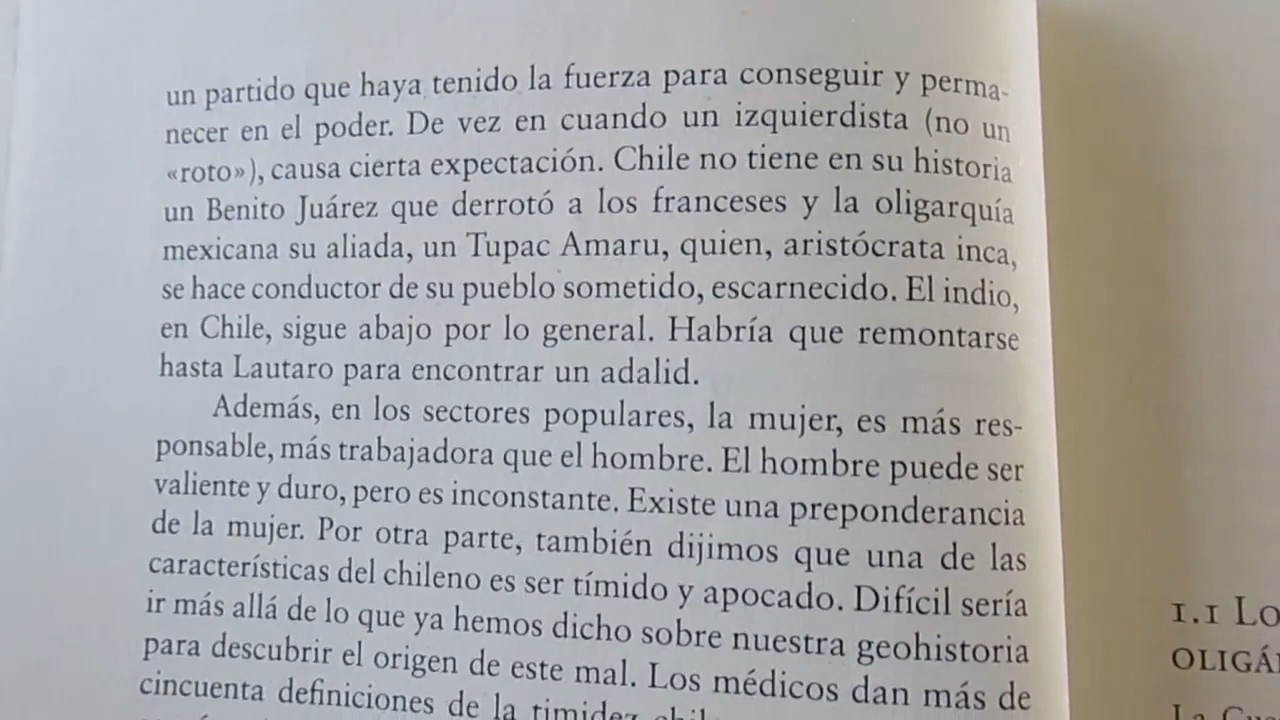 un partido que haya tenido la fuerza para conseguir y perma-
necer en el poder. De vez en cuando un izquierdista (no un
«roto»), causa cierta expectación. Chile no tiene en su historia
un Benito Juárez que derrotó a los franceses y la oligarquía
mexicana su aliada, un Tupac Amaru, quien, aristócrata inca,
se hace conductor de su pueblo sometido, escarnecido. El indio,
en Chile, sigue abajo por lo general. Habría que remontarse
hasta Lautaro para encontrar un adalid.
Además, en los sectores populares, la mujer, es más res-
ponsable, más trabajadora que el hombre. El hombre puede ser
valiente y duro, pero es inconstante. Existe una preponderancia
de la mujer. Por otra parte, también dijimos que una de las
características del chileno es ser tímido y apocado. Difícil sería
ir más allá de lo que ya hemos dicho sobre nuestra geohistoria
para descubrir el origen de este mal. Los médicos dan más de
cincuenta definiciones de la timidez
1.1 Lo
OLIGÁ
La